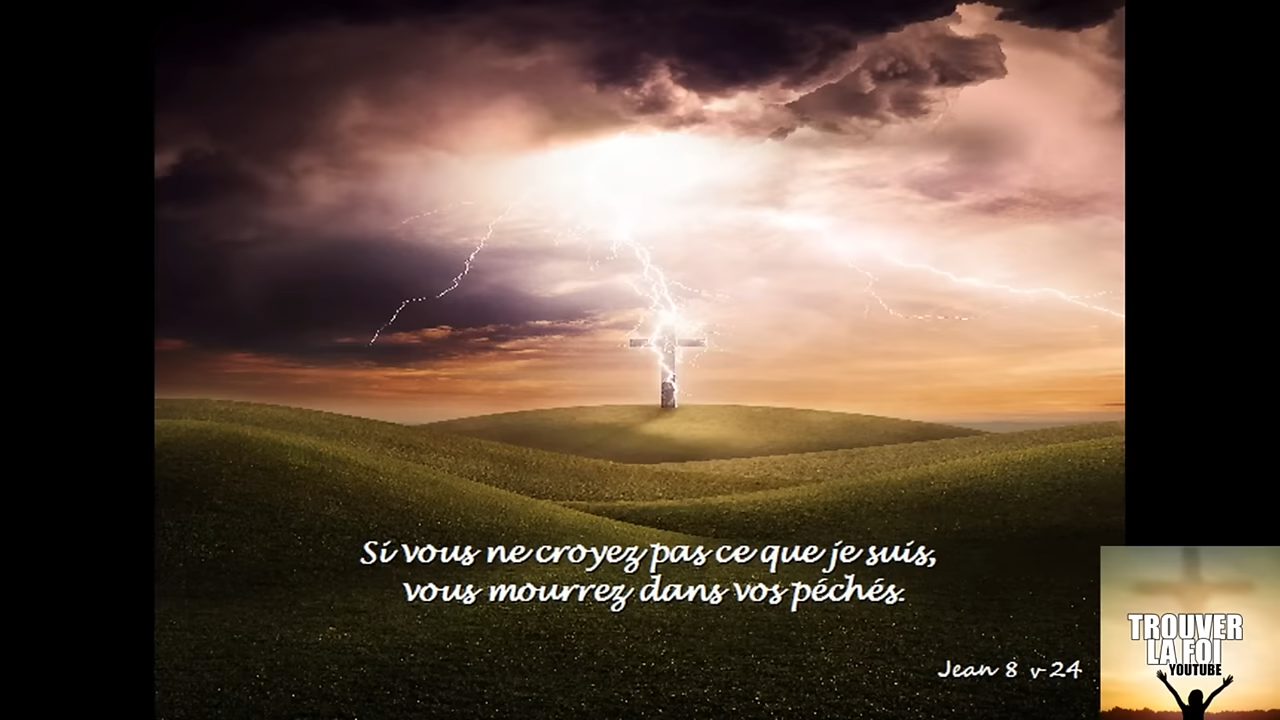 Si vous ne croyez pas ce que je suis,
vous mourrez dans vos péchés.
Jean 8 v 24
TROUVER
LA FOI
YOUTUBE